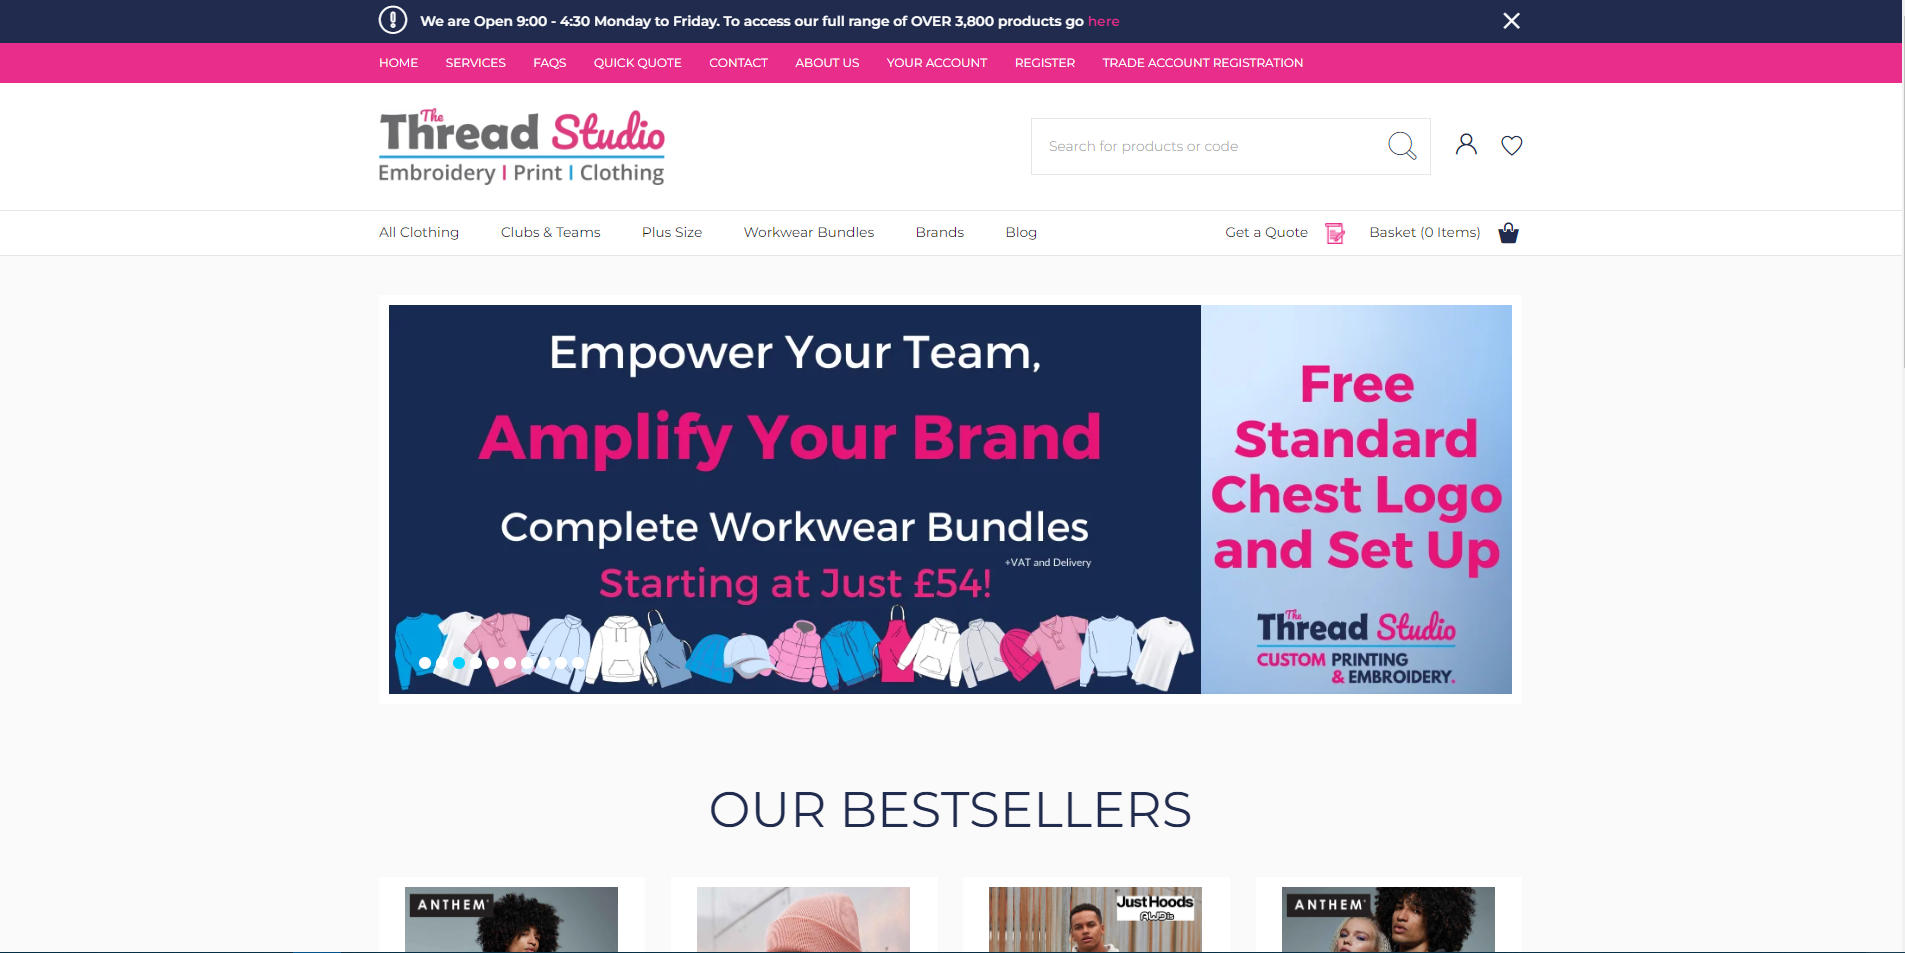 We are Open 9:00 - 4:30 Monday to Friday. To access our full range of OVER 3,800 products go here
HOME SERVICES FAQS QUICK QUOTE CONTACT ABOUT US YOUR ACCOUNT REGISTER TRADE ACCOUNT REGISTRATION
The
Thread Studio
Embroidery | Print | Clothing
Search for products or code
All Clothing Clubs & Teams Plus Size Workwear Bundles Brands Blog Get a Quote Basket (0 Items)
Empower Your Team,
Amplify Your Brand
Complete Workwear Bundles
+VAT and Delivery
Starting at Just £54!
Free
Standard
Chest Logo
and Set Up
The
Thread Studio
CUSTOM PRINTING
& EMBROIDERY.
OUR BESTSELLERS
ANTHEM
Just Hoods
AWDis
ANTHEM